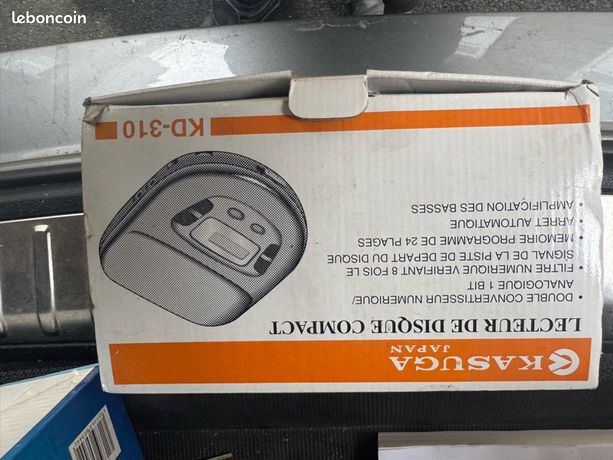 leboncoin
KASUGA
JAPAN
LECTEUR DE DISQUE COMPACT
• DOUBLE CONVERTISSEUR NUMERIQUE/
ANALOGIQUE 1 BIT
• FILTRE NUMERIQUE VERIFIANT 8 FOIS LE
SIGNAL DE LA PISTE DE DEPART DU DISQUE
• MEMOIRE PROGRAMME DE 24 PLAGES
• ARRET AUTOMATIQUE
• AMPLIFICATION DES BASSES
KD-310